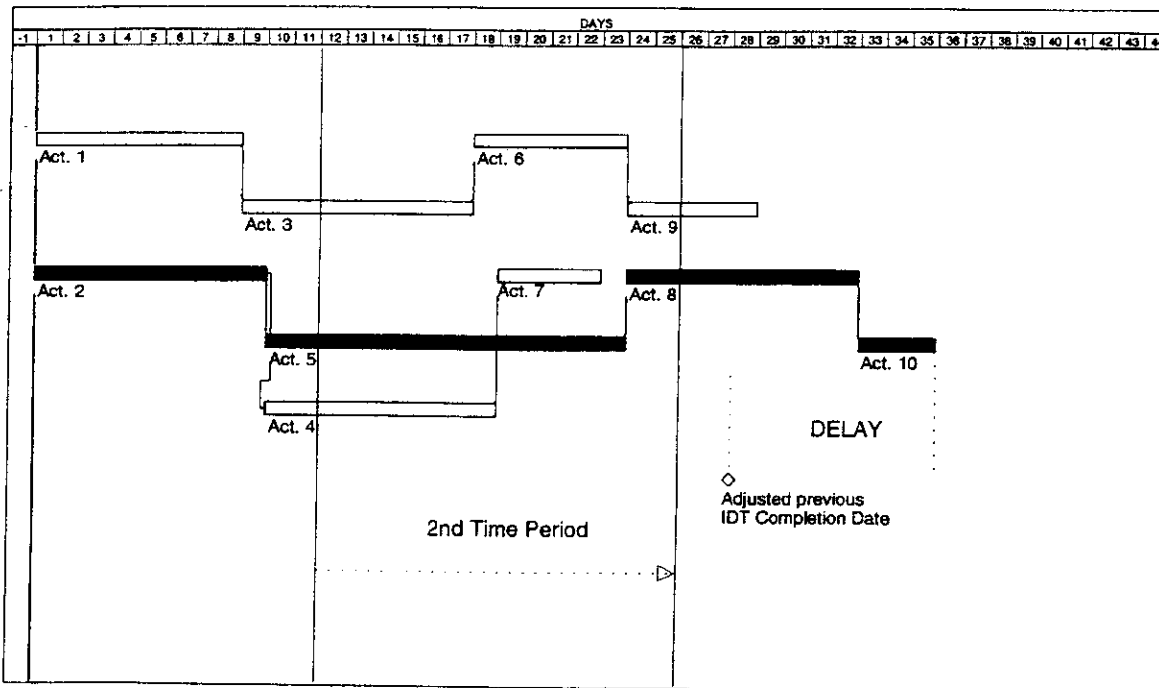 DAYS
-1 1 2 3 4 5 6 7 8 9 10 11 12 13 14 15 16 17 18 19 20 21 22 23 24 25 26 27 28 29 30 31 32 33 34 35 36 37 38 39 40 41 42 43 44
Act. 1
Act. 6
Act. 3
Act. 9
Act. 2
Act. 7
Act. 8
Act. 5
Act. 10
Act. 4
DELAY
Adjusted previous
IDT Completion Date
2nd Time Period